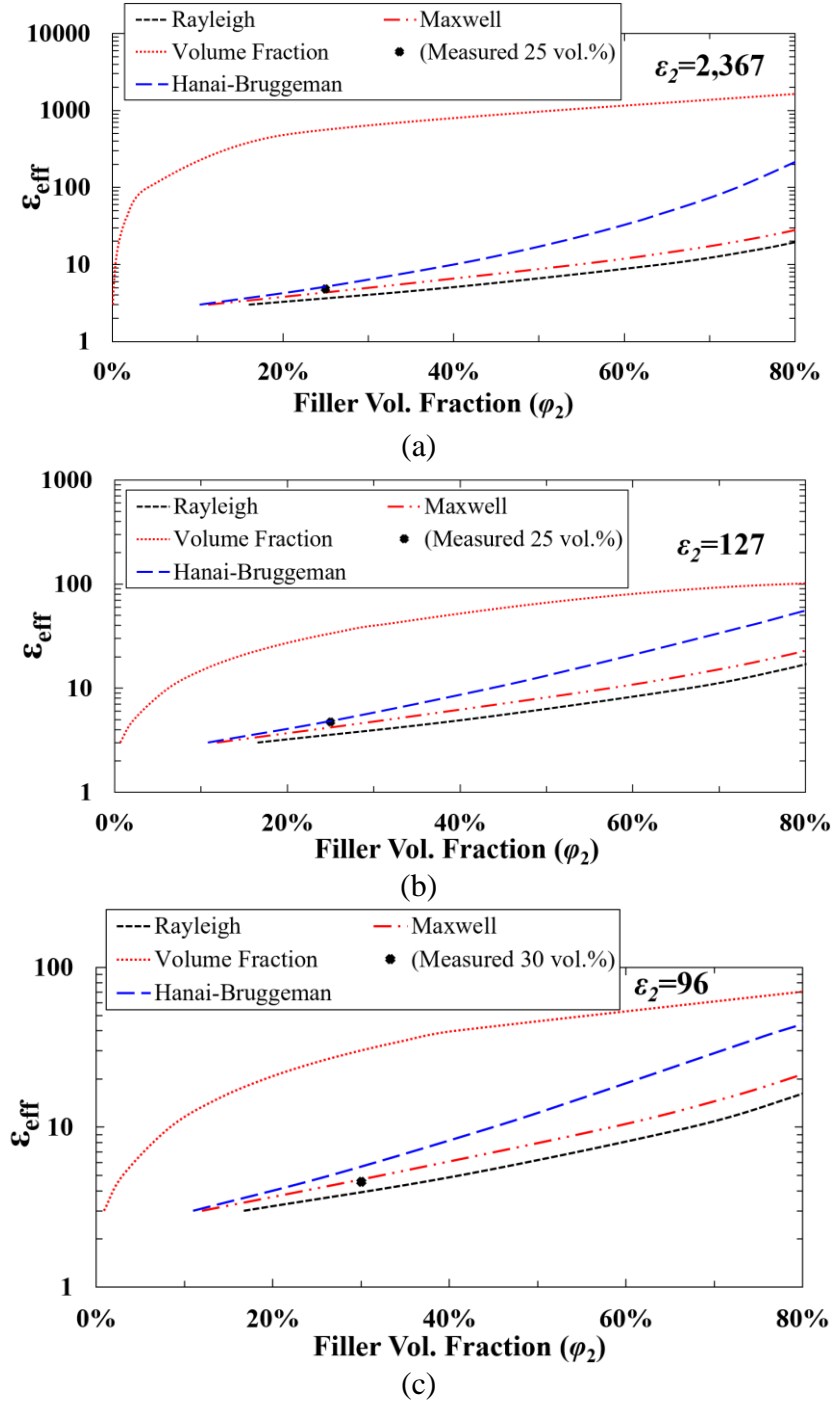 Rayleigh Maxwell
Volume Fraction (Measured 25 vol.%)
Hanai-Bruggeman
ε2=2,367
10000
1000
100
10
1
εeff
0% 20% 40% 60% 80%
Filler Vol. Fraction (φ2)
(a)
Rayleigh Maxwell
Volume Fraction (Measured 25 vol.%)
Hanai-Bruggeman
ε2=127
1000
100
10
1
εeff
0% 20% 40% 60% 80%
Filler Vol. Fraction (φ2)
(b)
Rayleigh Maxwell
Volume Fraction (Measured 30 vol.%)
Hanai-Bruggeman
ε2=96
100
10
1
εeff
0% 20% 40% 60% 80%
Filler Vol. Fraction (φ2)
(c)